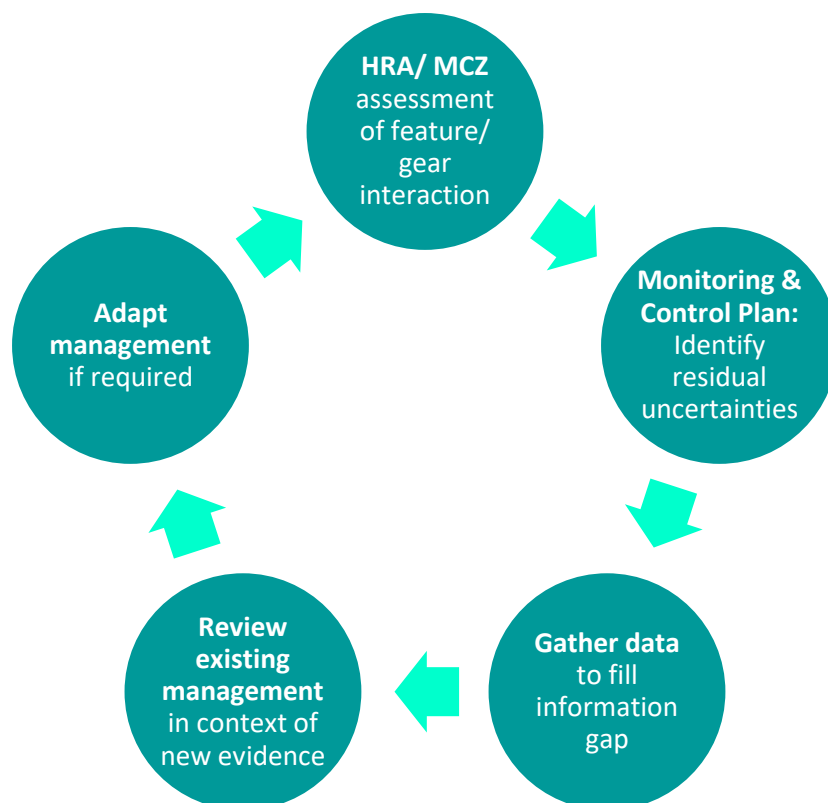 HRA/ MCZ
assessment
of feature/
gear
interaction
Monitoring &
Control Plan:
Identify
residual
uncertainties
Gather data
to fill
information
gap
Review
existing
management
in context of
new evidence
Adapt
management
if required